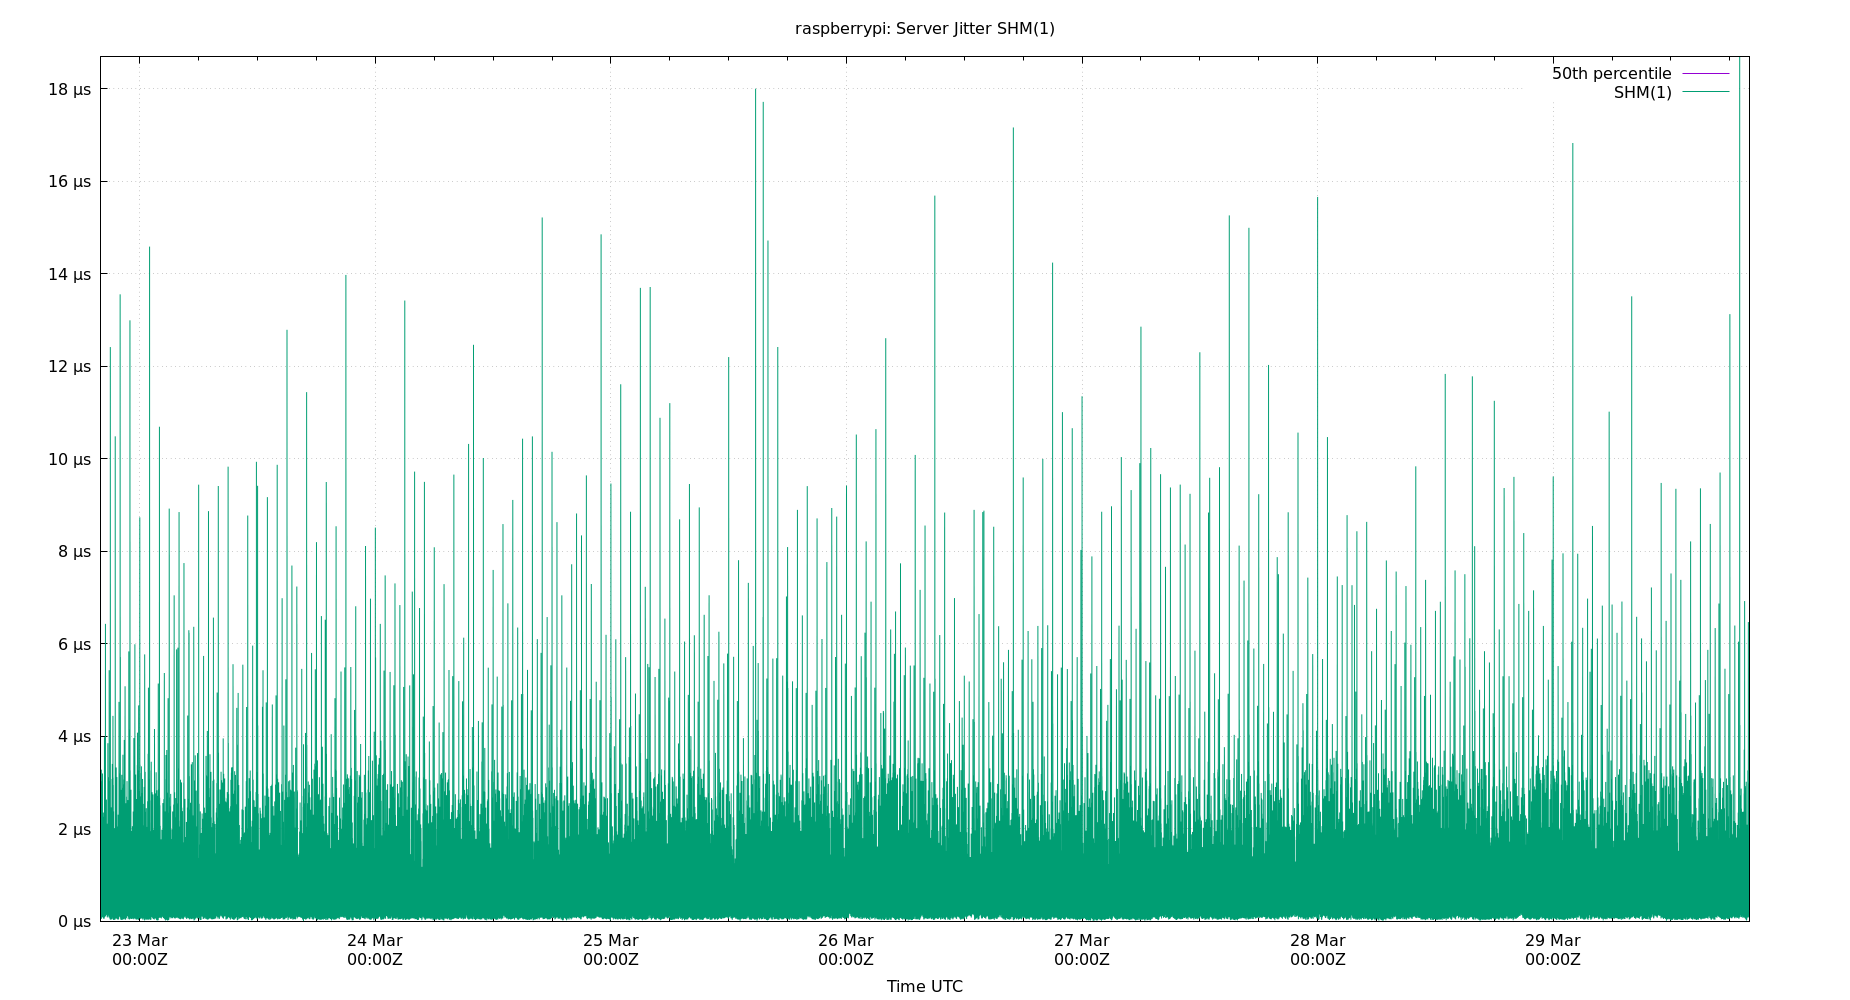 raspberrypi: Server Jitter SHM(1)
50th percentile
SHM(1)
18 µs
16 µs
14 µs
12 µs
10 µs
8 µs
6 µs
4 µs
2 µs
0 µs
23 Mar 24 Mar 25 Mar 26 Mar 27 Mar 28 Mar 29 Mar
00:00Z 00:00Z 00:00Z 00:00Z 00:00Z 00:00Z 00:00Z
Time UTC